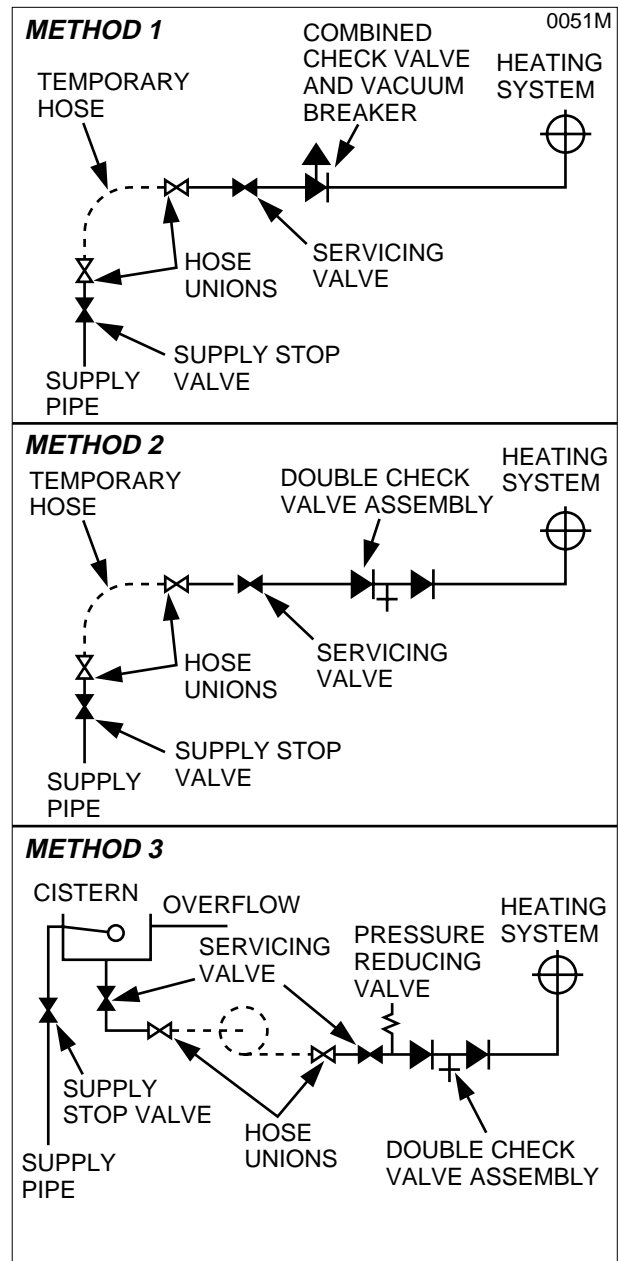 METHOD 1
0051M
TEMPORARY
HOSE
COMBINED
CHECK VALVE
AND VACUUM
BREAKER
HEATING
SYSTEM
HOSE
UNIONS
SERVICING
VALVE
SUPPLY STOP
VALVE
SUPPLY
PIPE
METHOD 2
TEMPORARY
HOSE
DOUBLE CHECK
VALVE ASSEMBLY
HEATING
SYSTEM
HOSE
UNIONS
SERVICING
VALVE
SUPPLY STOP
VALVE
SUPPLY
PIPE
METHOD 3
CISTERN
OVERFLOW
SERVICING
VALVE
PRESSURE
REDUCING
VALVE
HEATING
SYSTEM
SUPPLY
STOP VALVE
HOSE
UNIONS
DOUBLE CHECK
VALVE ASSEMBLY
SUPPLY
PIPE